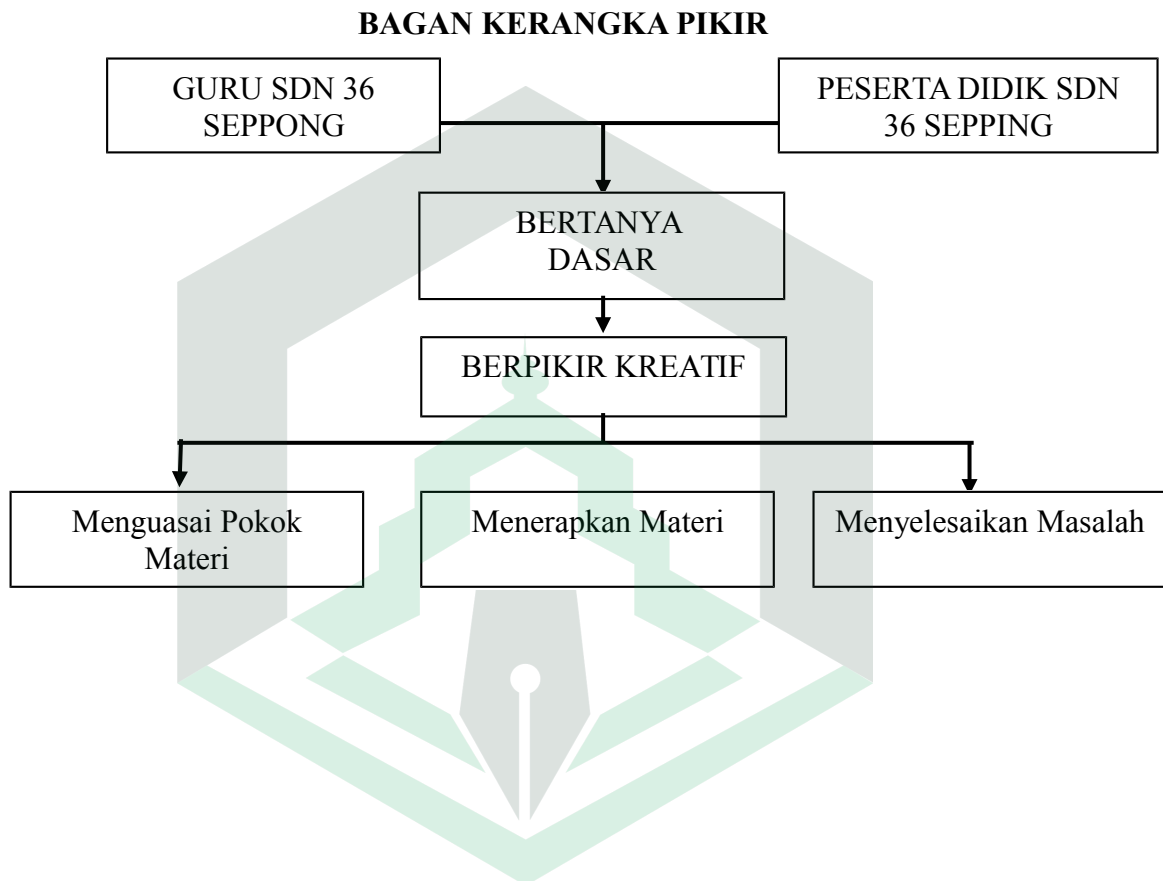 BAGAN KERANGKA PIKIR
GURU SDN 36
SEPPONG
PESERTA DIDIK SDN
36 SEPPING
BERTANYA
DASAR
BERPIKIR KREATIF
Menguasai Pokok
Materi
Menerapkan Materi
Menyelesaikan Masalah